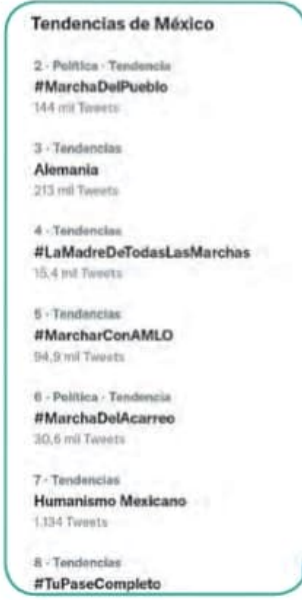 Tendencias de México
2 · Política · Tendencia
#MarchaDelPueblo
144 mil Tweets
3 · Tendencias
Alemania
213 mil Tweets
4 · Tendencias
#LaMadreDeTodasLasMarchas
15,4 mil Tweets
5 · Tendencias
#MarcharConAMLO
94,9 mil Tweets
6 · Política · Tendencia
#MarchaDelAcarreo
30,6 mil Tweets
7 · Tendencias
Humanismo Mexicano
1.134 Tweets
8 · Tendencias
#TuPaseCompleto